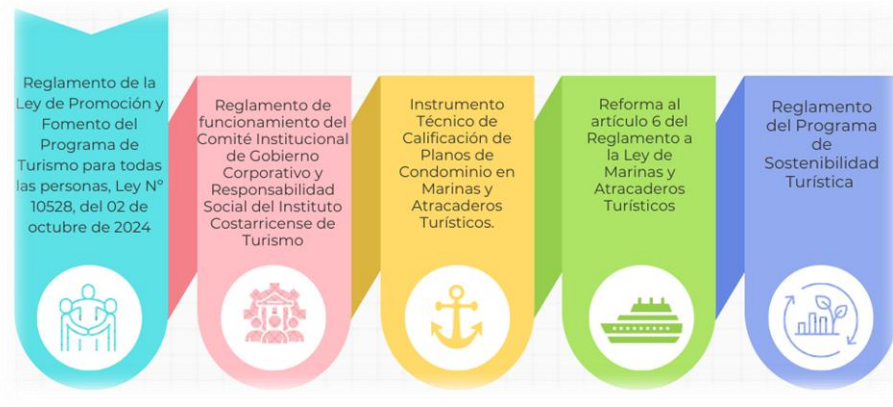 Reglamento de la
Ley de Promoción y
Fomento del
Programa de
Turismo para todas
las personas, Ley Nº
10528, del 02 de
octubre de 2024
Reglamento de
funcionamiento del
Comité Institucional
de Gobierno
Corporativo y
Responsabilidad
Social del Instituto
Costarricense de
Turismo
Instrumento
Técnico de
Calificación de
Planos de
Condominio en
Marinas y
Atracaderos
Turísticos.
Reforma al
artículo 6 del
Reglamento a
la Ley de
Marinas y
Atracaderos
Turísticos
Reglamento
del Programa
de
Sostenibilidad
Turística